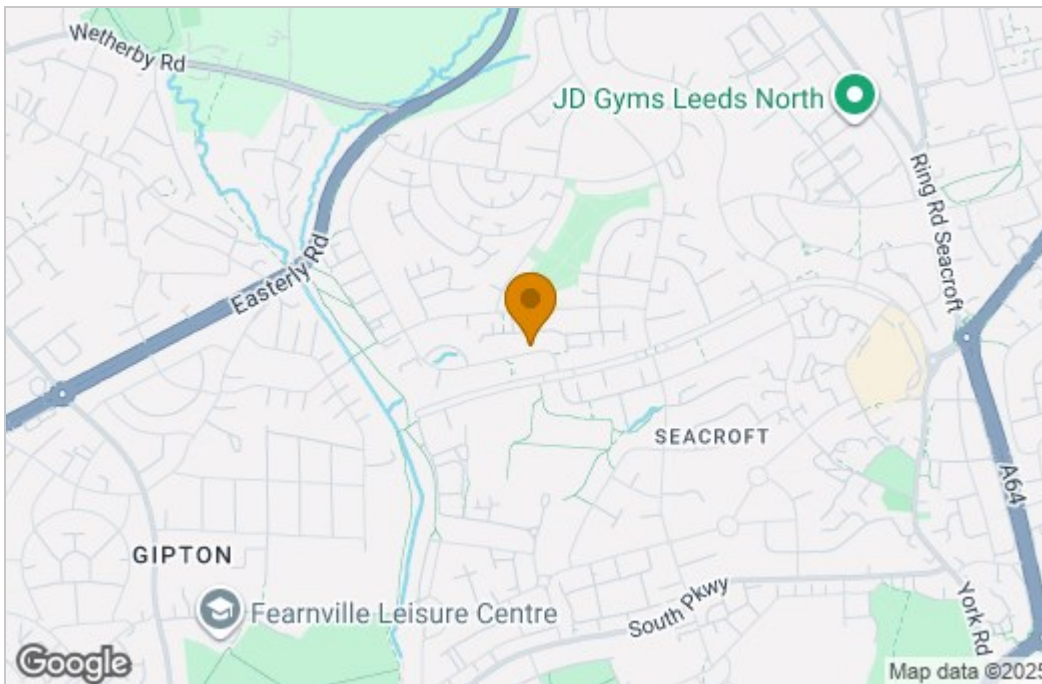 Wetherby Rd
JD Gyms Leeds North
Ring Rd Seacroft
Easterly Rd
SEACROFT
A64
GIPTON
South Pkwy
York Rd
Fearnville Leisure Centre
Google
Map data ©2025